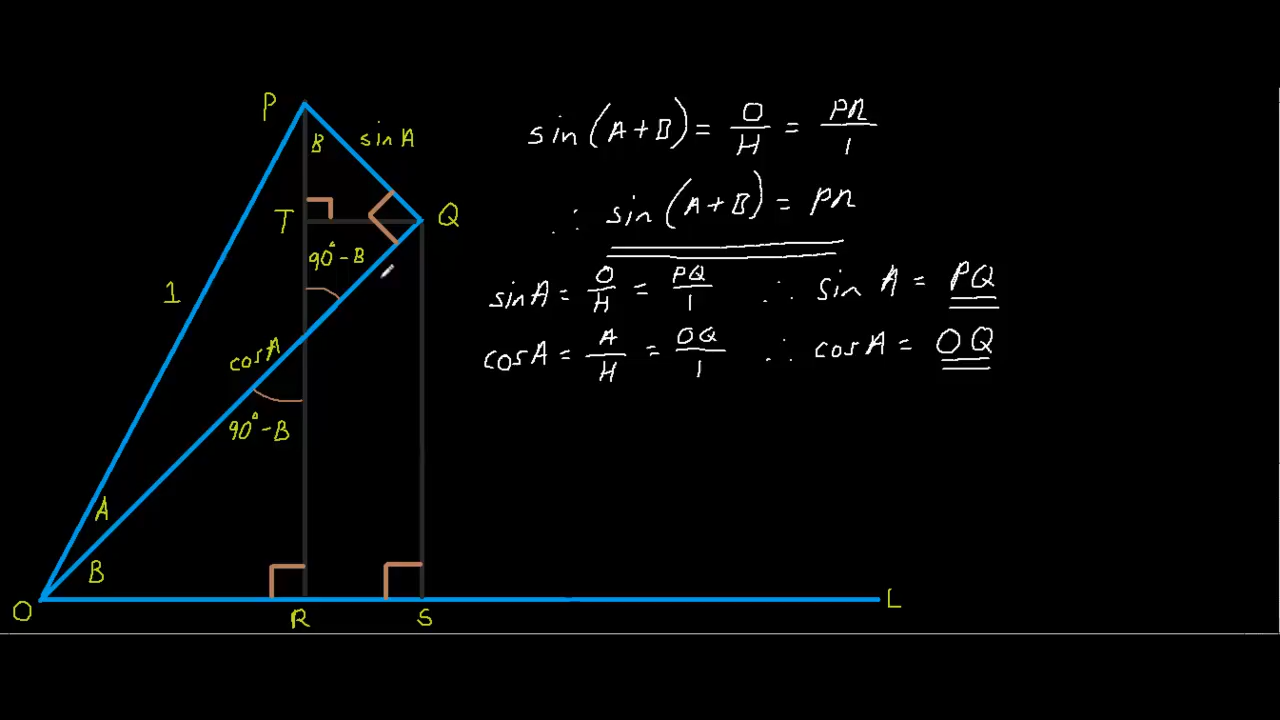 P
B
sin A
T
Q
90° - B
1
cos A
90° - B
A
B
O
R
S
L
sin(A+B) = O/H = PR/1
∴ sin(A+B) = PR
sin A = O/H = PQ/1 ∴ sin A = PQ
cos A = A/H = OQ/1 ∴ cos A = OQ